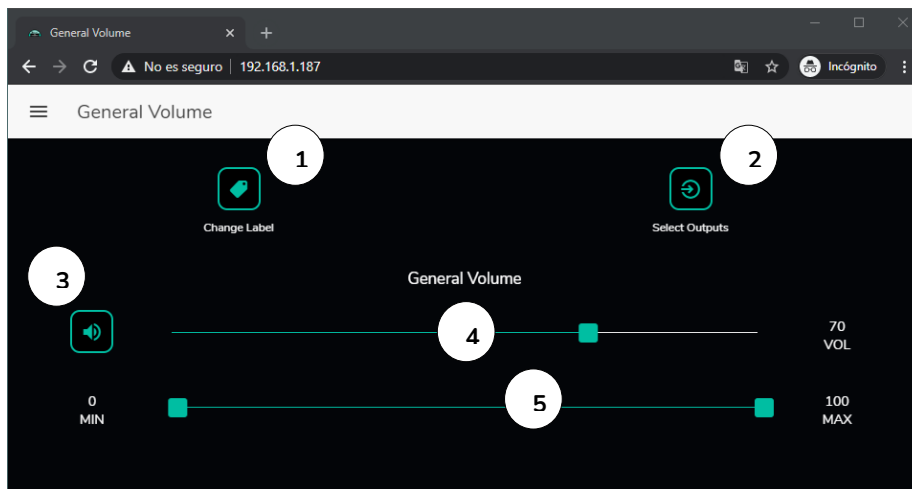 General Volume
No es seguro 192.168.1.187 Incógnito
General Volume
1 2
Change Label Select Outputs
3
General Volume
4
70
VOL
5
0
MIN
100
MAX